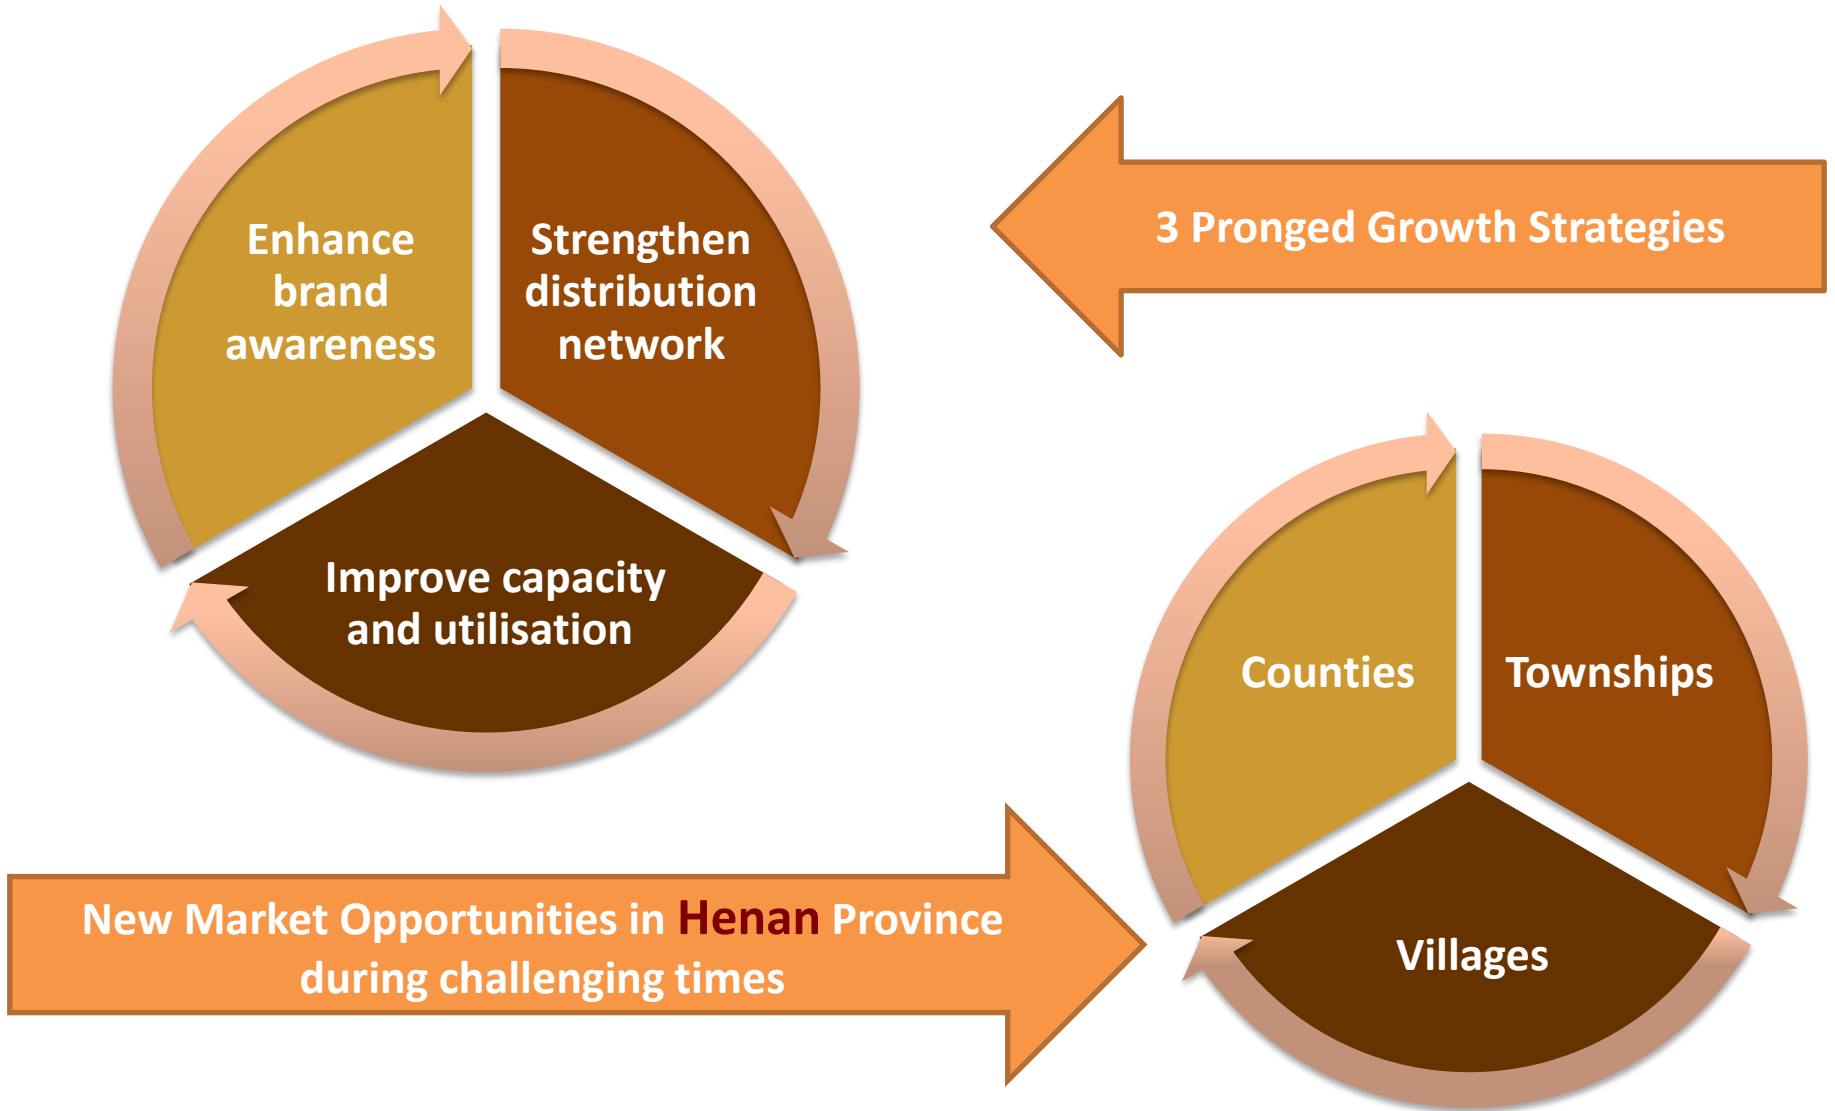 Enhance
brand
awareness
Strengthen
distribution
network
Improve capacity
and utilisation
3 Pronged Growth Strategies
Counties
Townships
Villages
New Market Opportunities in Henan Province
during challenging times